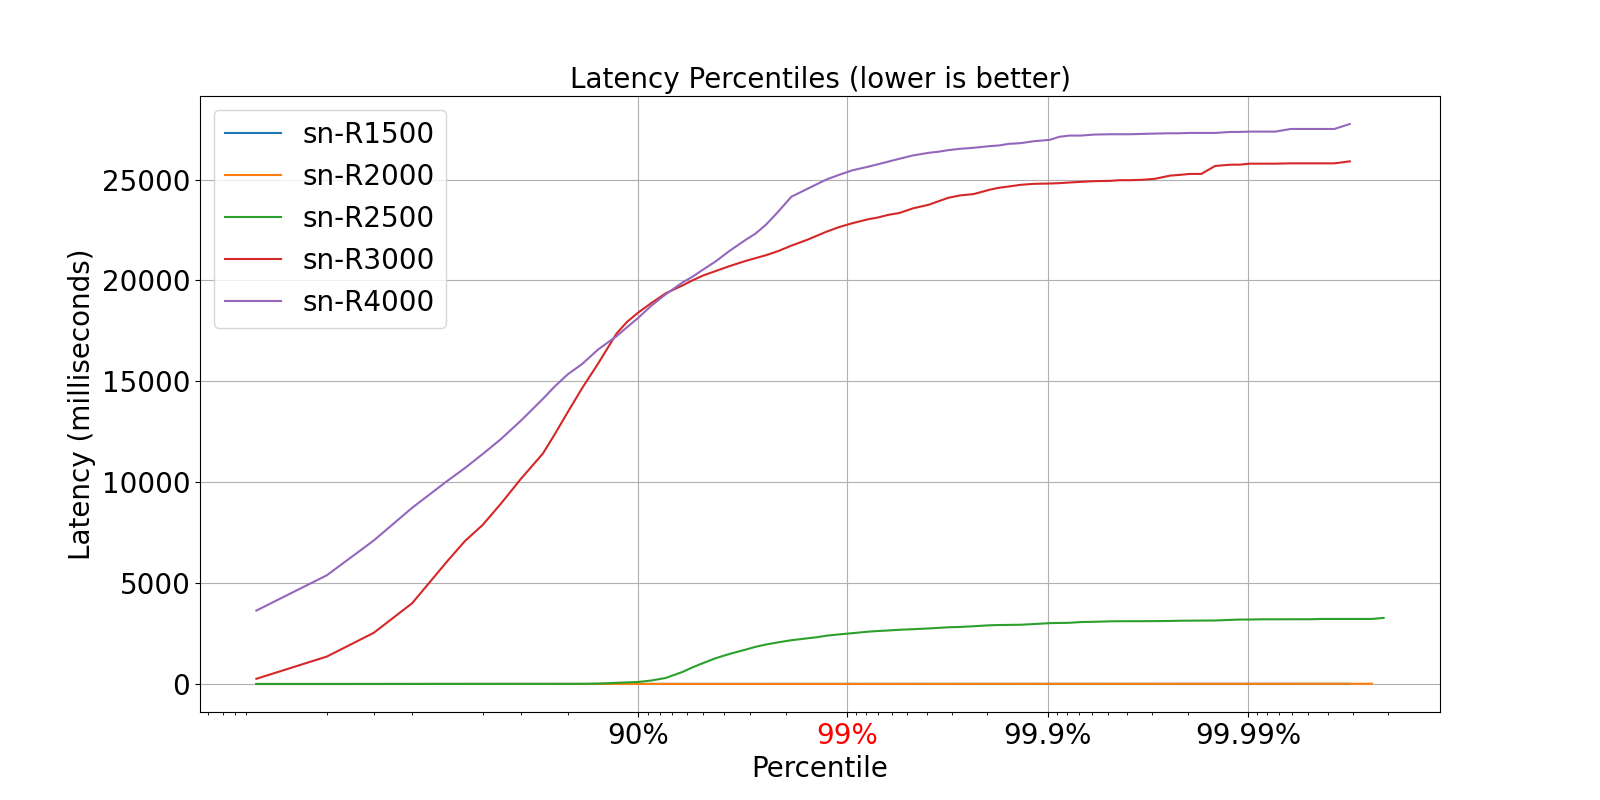 Latency Percentiles (lower is better)
sn-R1500
sn-R2000
sn-R2500
sn-R3000
sn-R4000
25000
20000
15000
10000
5000
0
Latency (milliseconds)
90%
99%
99.9%
99.99%
Percentile